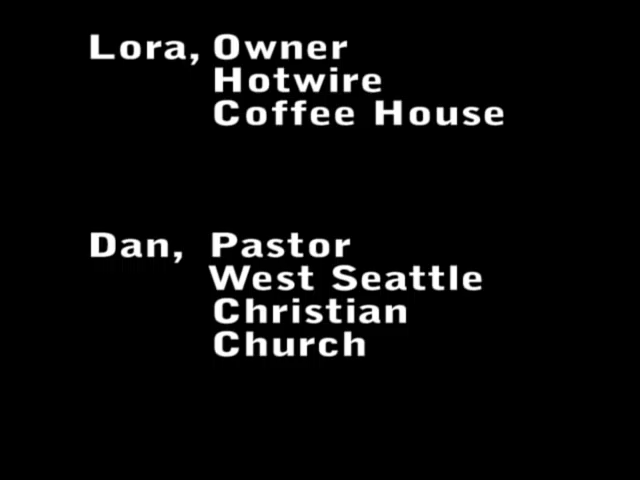 Lora, Owner
Hotwire
Coffee House
Dan, Pastor
West Seattle
Christian
Church